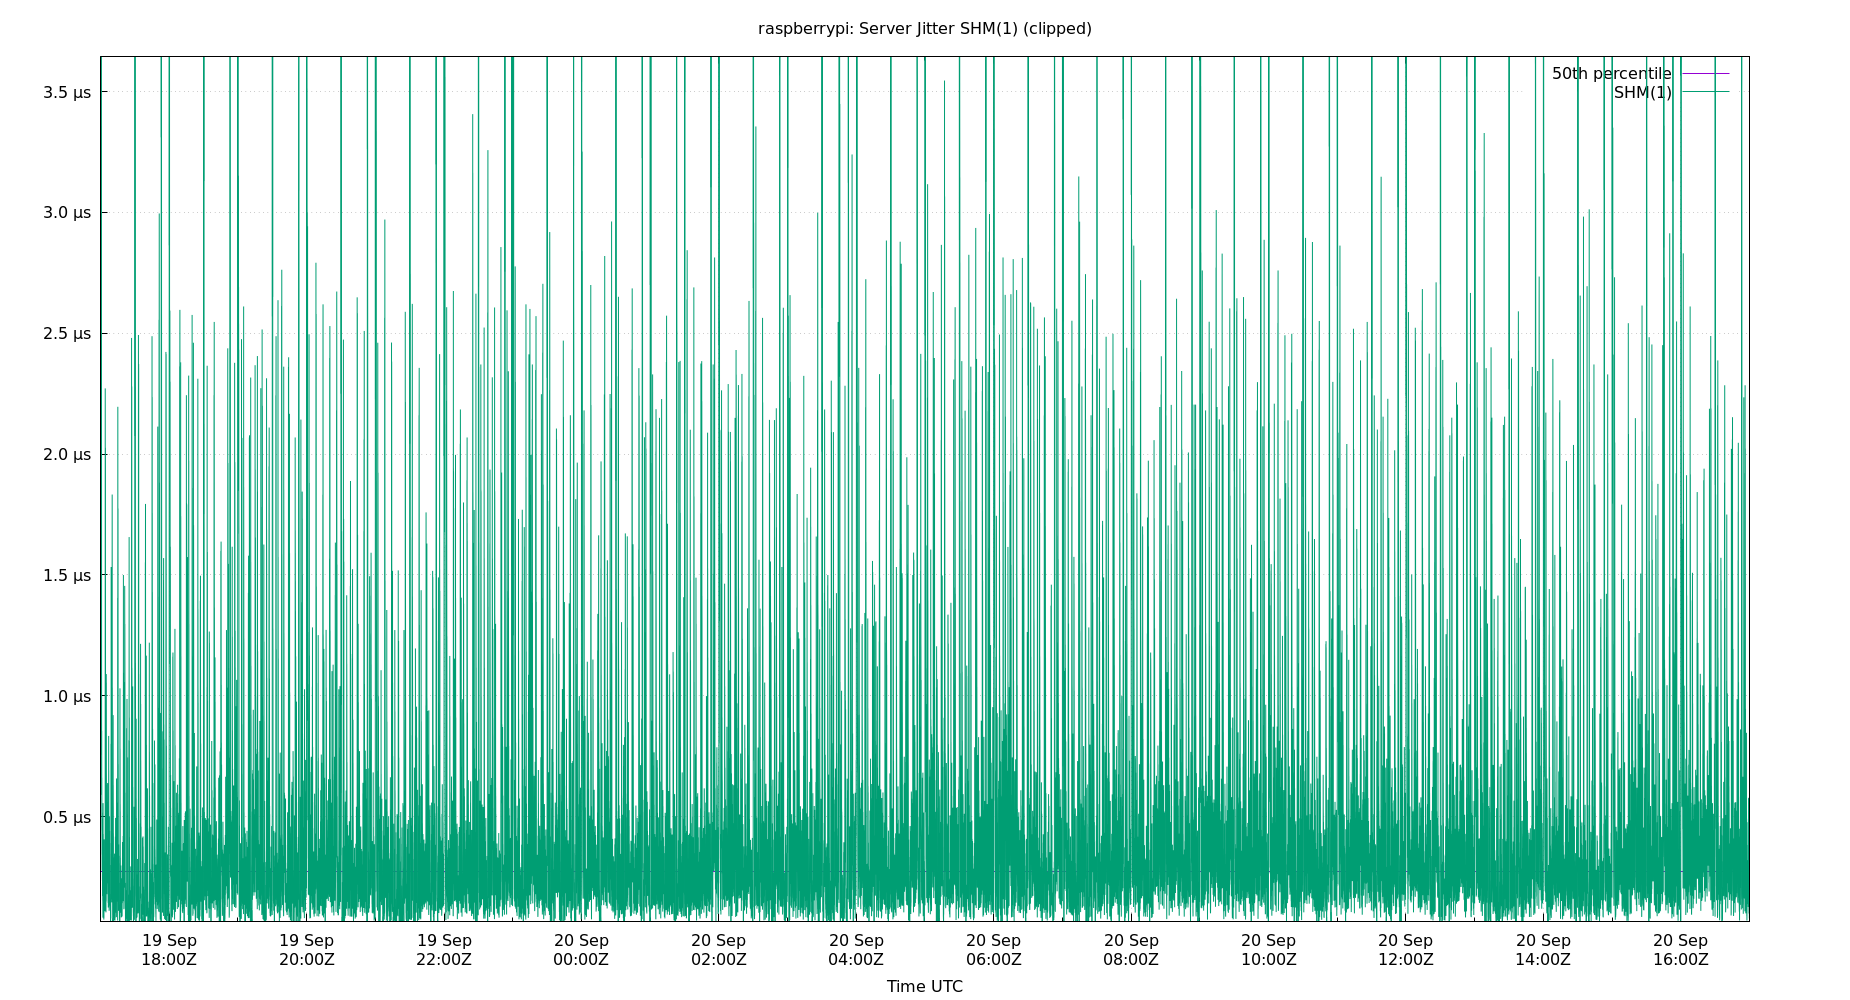 raspberrypi: Server Jitter SHM(1) (clipped)
50th percentile
SHM(1)
3.5 μs
3.0 μs
2.5 μs
2.0 μs
1.5 μs
1.0 μs
0.5 μs
19 Sep 19 Sep 19 Sep 20 Sep 20 Sep 20 Sep 20 Sep 20 Sep 20 Sep 20 Sep 20 Sep 20 Sep
18:00Z 20:00Z 22:00Z 00:00Z 02:00Z 04:00Z 06:00Z 08:00Z 10:00Z 12:00Z 14:00Z 16:00Z
Time UTC